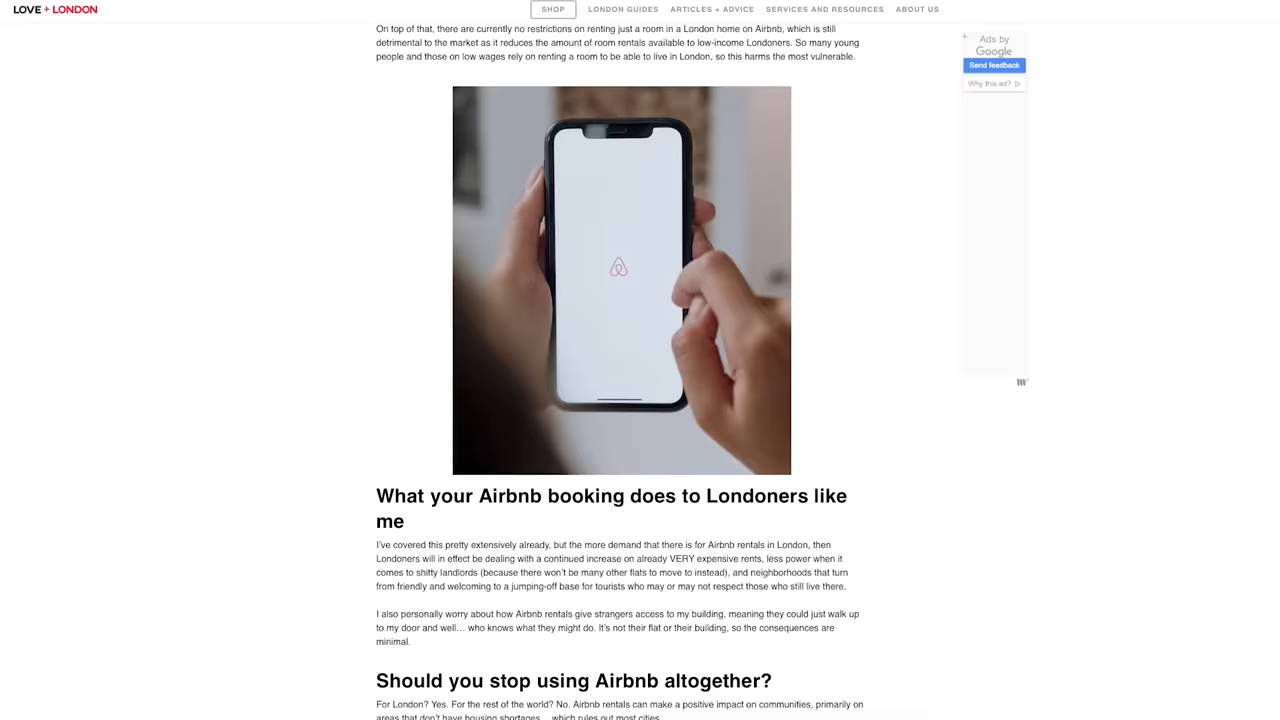 LOVE + LONDON
SHOP
LONDON GUIDES
ARTICLES + ADVICE
SERVICES AND RESOURCES
ABOUT US
On top of that, there are currently no restrictions on renting just a room in a London home on Airbnb, which is still
detrimental to the market as it reduces the amount of room rentals available to low-income Londoners. So many young
people and those on low wages rely on renting a room to be able to live in London, so this harms the most vulnerable.
Ads by
Google
Send feedback
Why this ad?
What your Airbnb booking does to Londoners like
me
I've covered this pretty extensively already, but the more demand that there is for Airbnb rentals in London, then
Londoners will in effect be dealing with a continued increase on already VERY expensive rents, less power when it
comes to shitty landlords (because there won't be many other flats to move to instead), and neighborhoods that turn
from friendly and welcoming to a jumping-off base for tourists who may or may not respect those who still live there.
I also personally worry about how Airbnb rentals give strangers access to my building, meaning they could just walk up
to my door and well… who knows what they might do. It's not their flat or their building, so the consequences are
minimal.
Should you stop using Airbnb altogether?
For London? Yes. For the rest of the world? No. Airbnb rentals can make a positive impact on communities, primarily on
areas that don't have housing shortages… which rules out most cities.